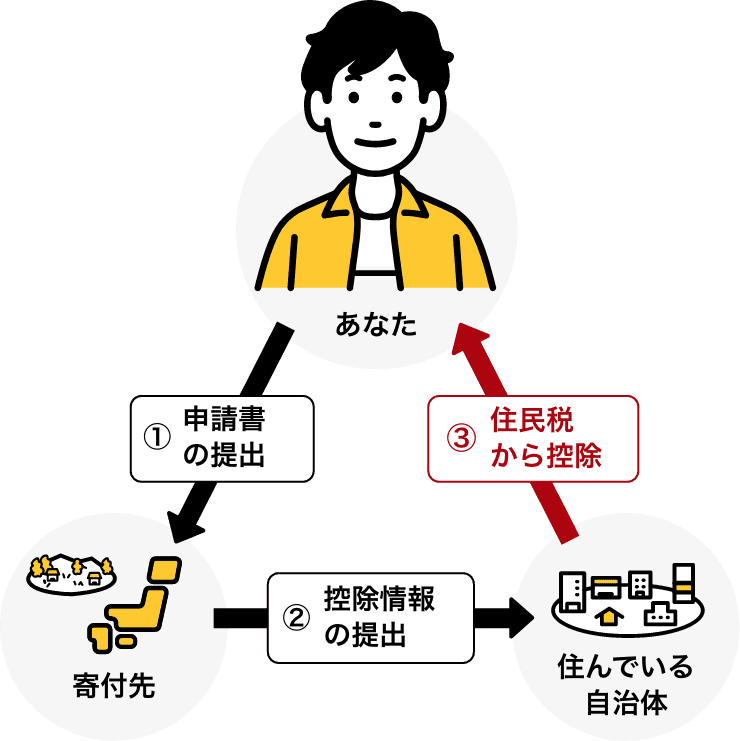 あなた
① 申請書
の提出
③ 住民税
から控除
② 控除情報
の提出
寄付先
住んでいる
自治体